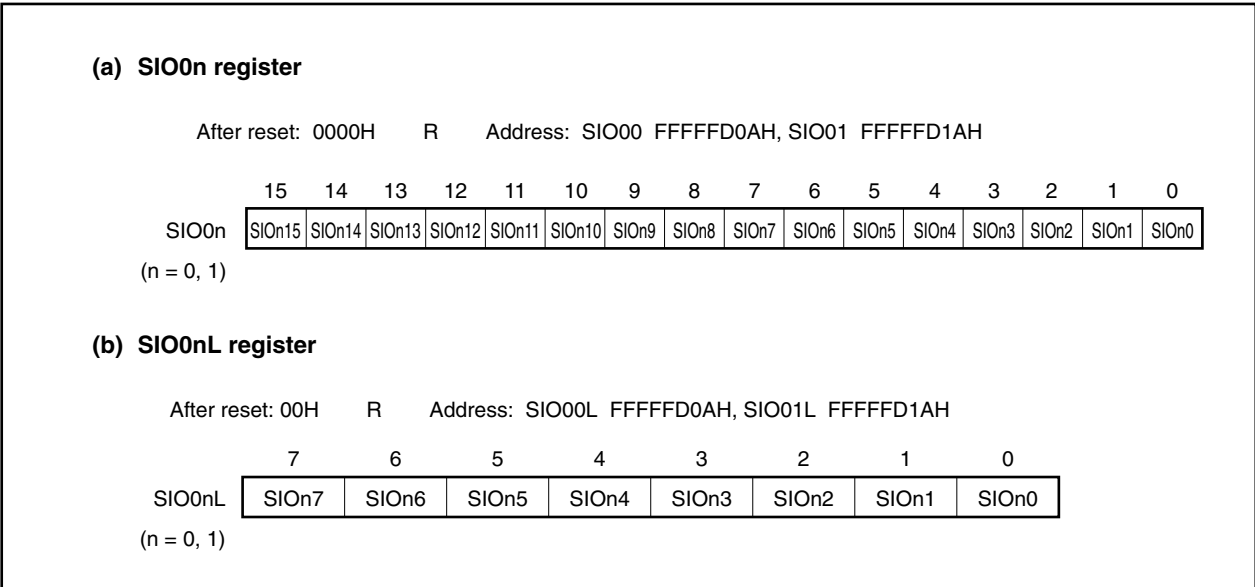 (a) SIO0n register
After reset: 0000H R Address: SIO00 FFFFFD0AH, SIO01 FFFFFD1AH
15 14 13 12 11 10 9 8 7 6 5 4 3 2 1 0
SIO0n SIOn15 SIOn14 SIOn13 SIOn12 SIOn11 SIOn10 SIOn9 SIOn8 SIOn7 SIOn6 SIOn5 SIOn4 SIOn3 SIOn2 SIOn1 SIOn0
(n = 0, 1)
(b) SIO0nL register
After reset: 00H R Address: SIO00L FFFFFD0AH, SIO01L FFFFFD1AH
7 6 5 4 3 2 1 0
SIO0nL SIOn7 SIOn6 SIOn5 SIOn4 SIOn3 SIOn2 SIOn1 SIOn0
(n = 0, 1)